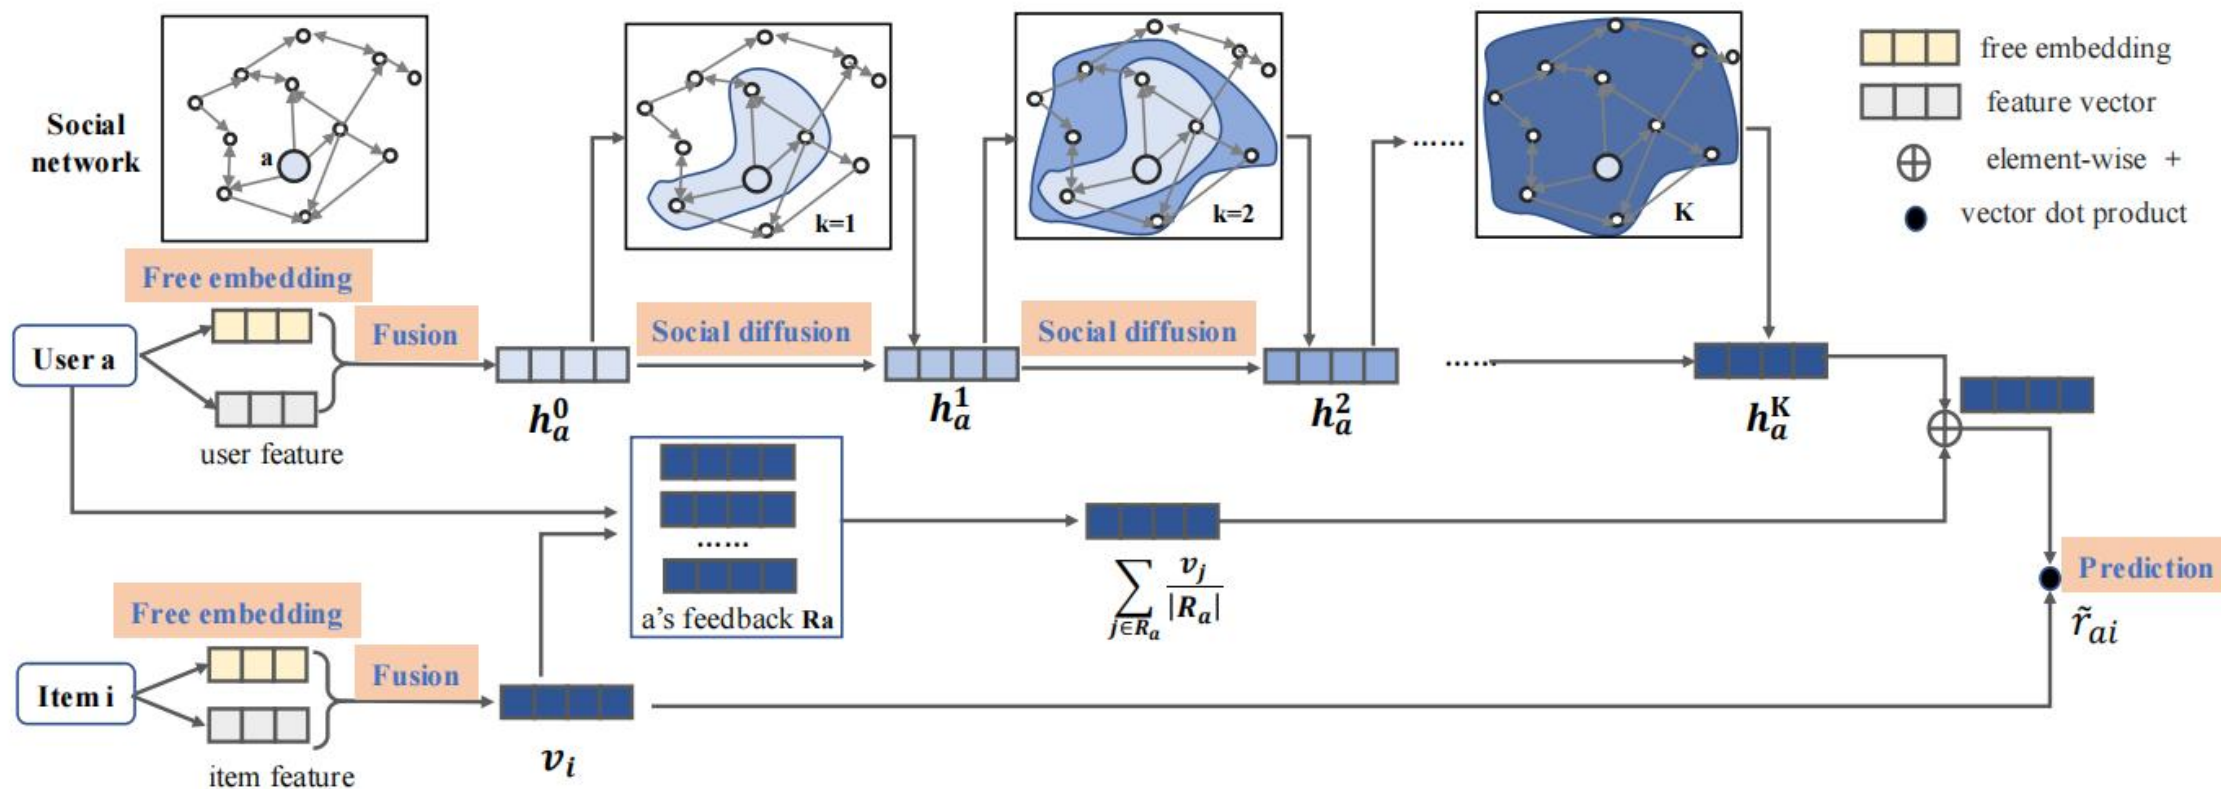 Social
network
a
k=1
k=2
......
K
free embedding
feature vector
element-wise +
vector dot product
Free embedding
User a
Fusion
user feature
h_a^0
Social diffusion
h_a^1
Social diffusion
h_a^2
......
h_a^K
......
a's feedback Ra
∑_{j∈R_a} v_j / |R_a|
Prediction
r̃_{ai}
Free embedding
Item i
Fusion
item feature
v_i